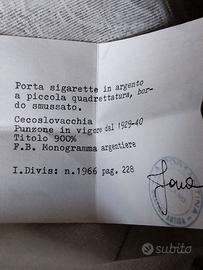 Porta sigarette in argento
a piccola quadrettatura, bor-
do smussato.
Cecoslovacchia
Punzone in vigore dal 1929-40
Titolo 900%
F.B. Monogramma argentiere
I.Divis: n.1966 pag. 228
subito